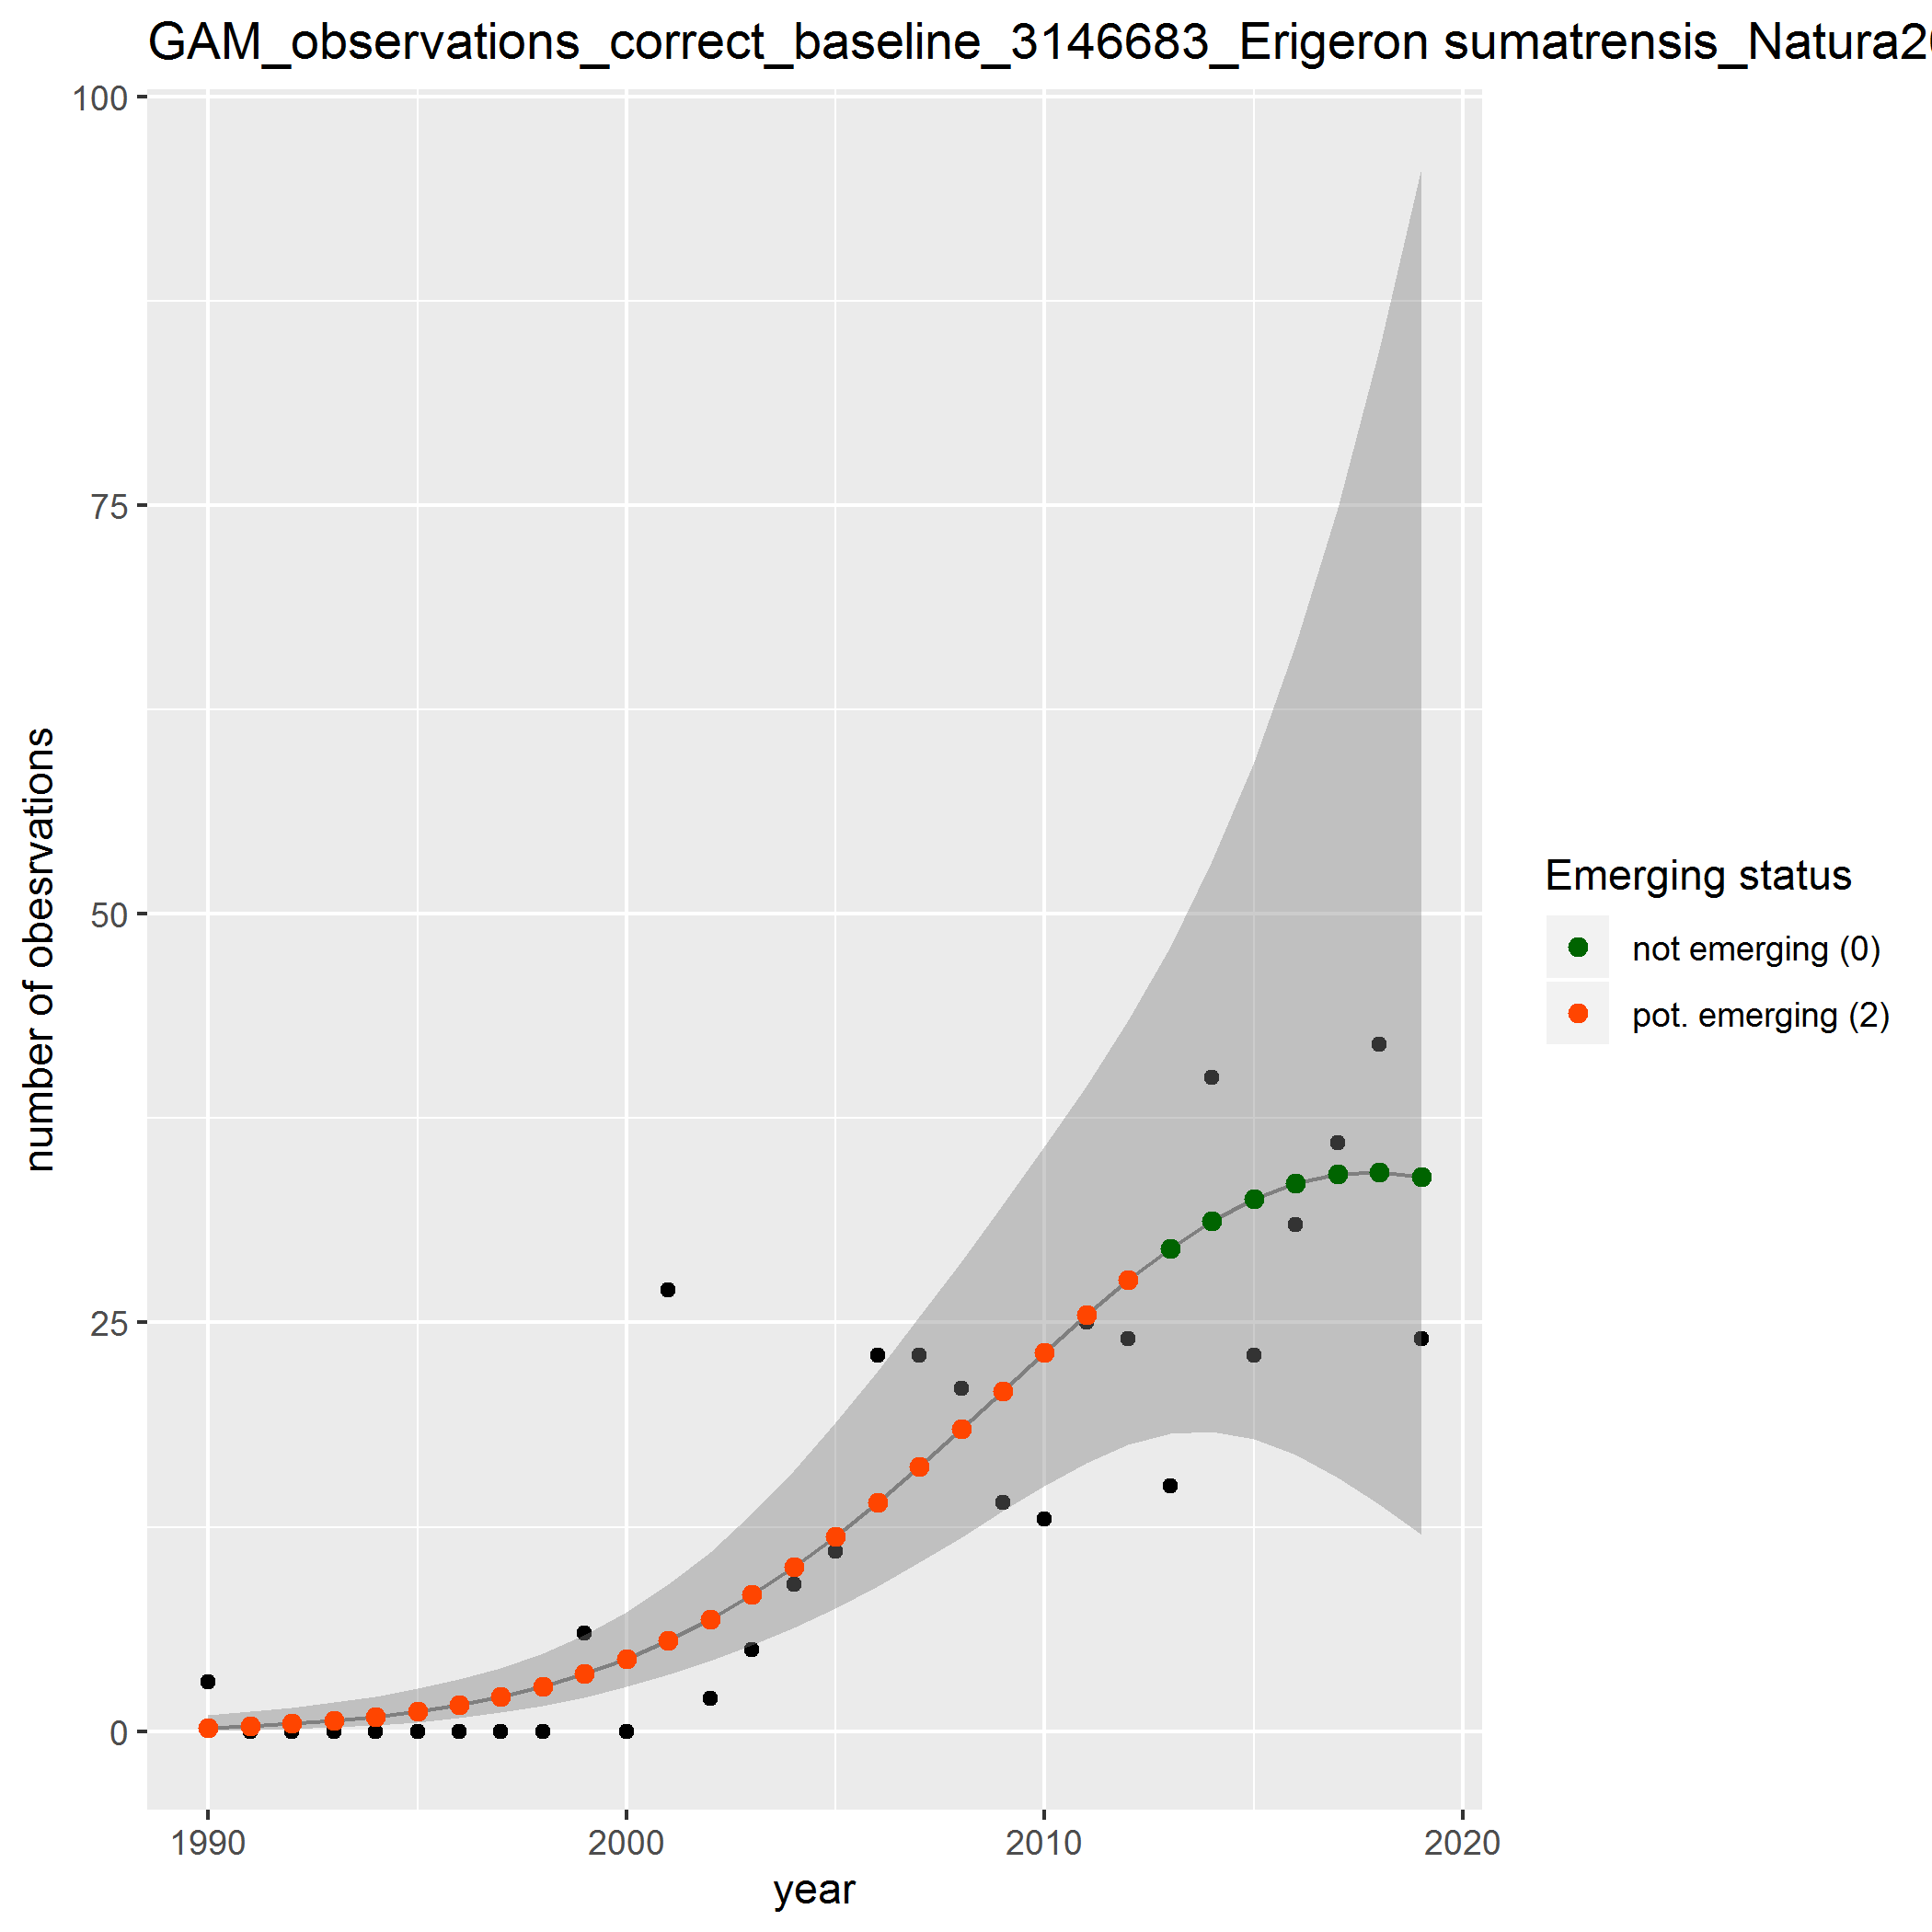 GAM_observations_correct_baseline_3146683_Erigeron sumatrensis_Natura2
100
75
50
25
0
number of obesrvations
1990 2000 2010 2020
year
Emerging status
not emerging (0)
pot. emerging (2)